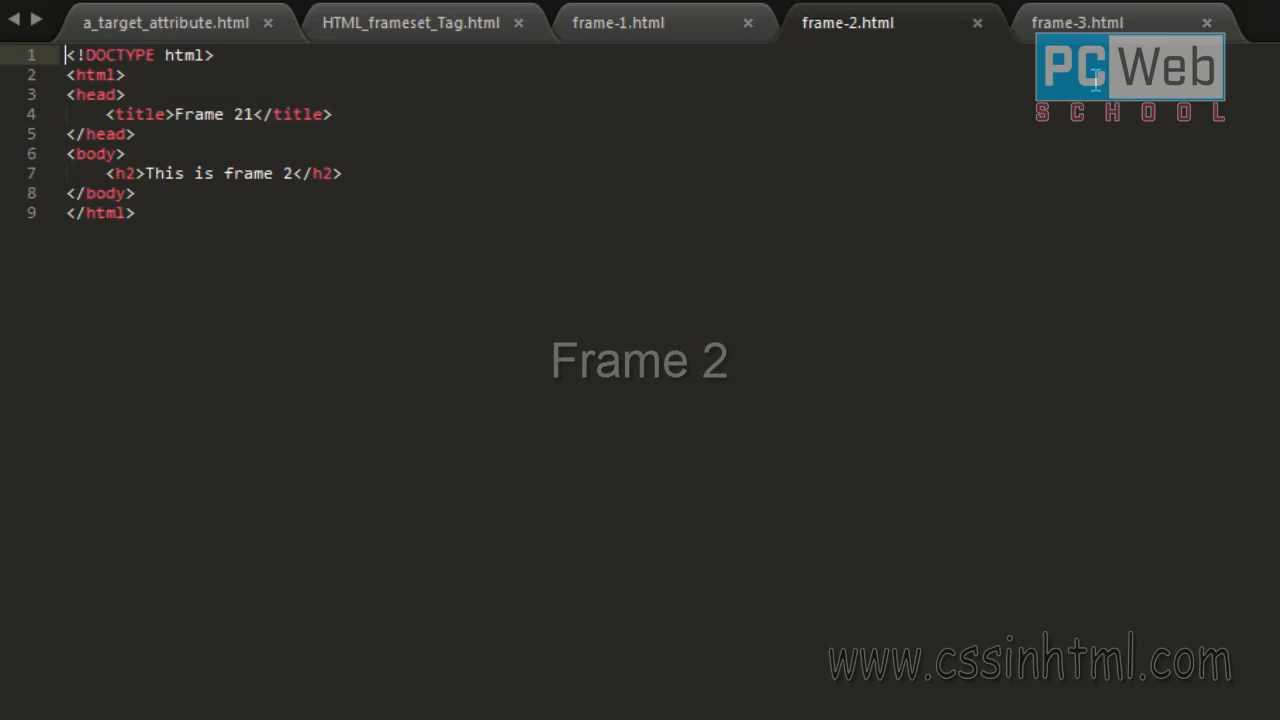 a_target_attribute.html × HTML_frameset_Tag.html × frame-1.html × frame-2.html × frame-3.html ×
PC Web
SCHOOL
1 <!DOCTYPE html>
2 <html>
3 <head>
4 <title>Frame 21</title>
5 </head>
6 <body>
7 <h2>This is frame 2</h2>
8 </body>
9 </html>
Frame 2
www.cssinhtml.com